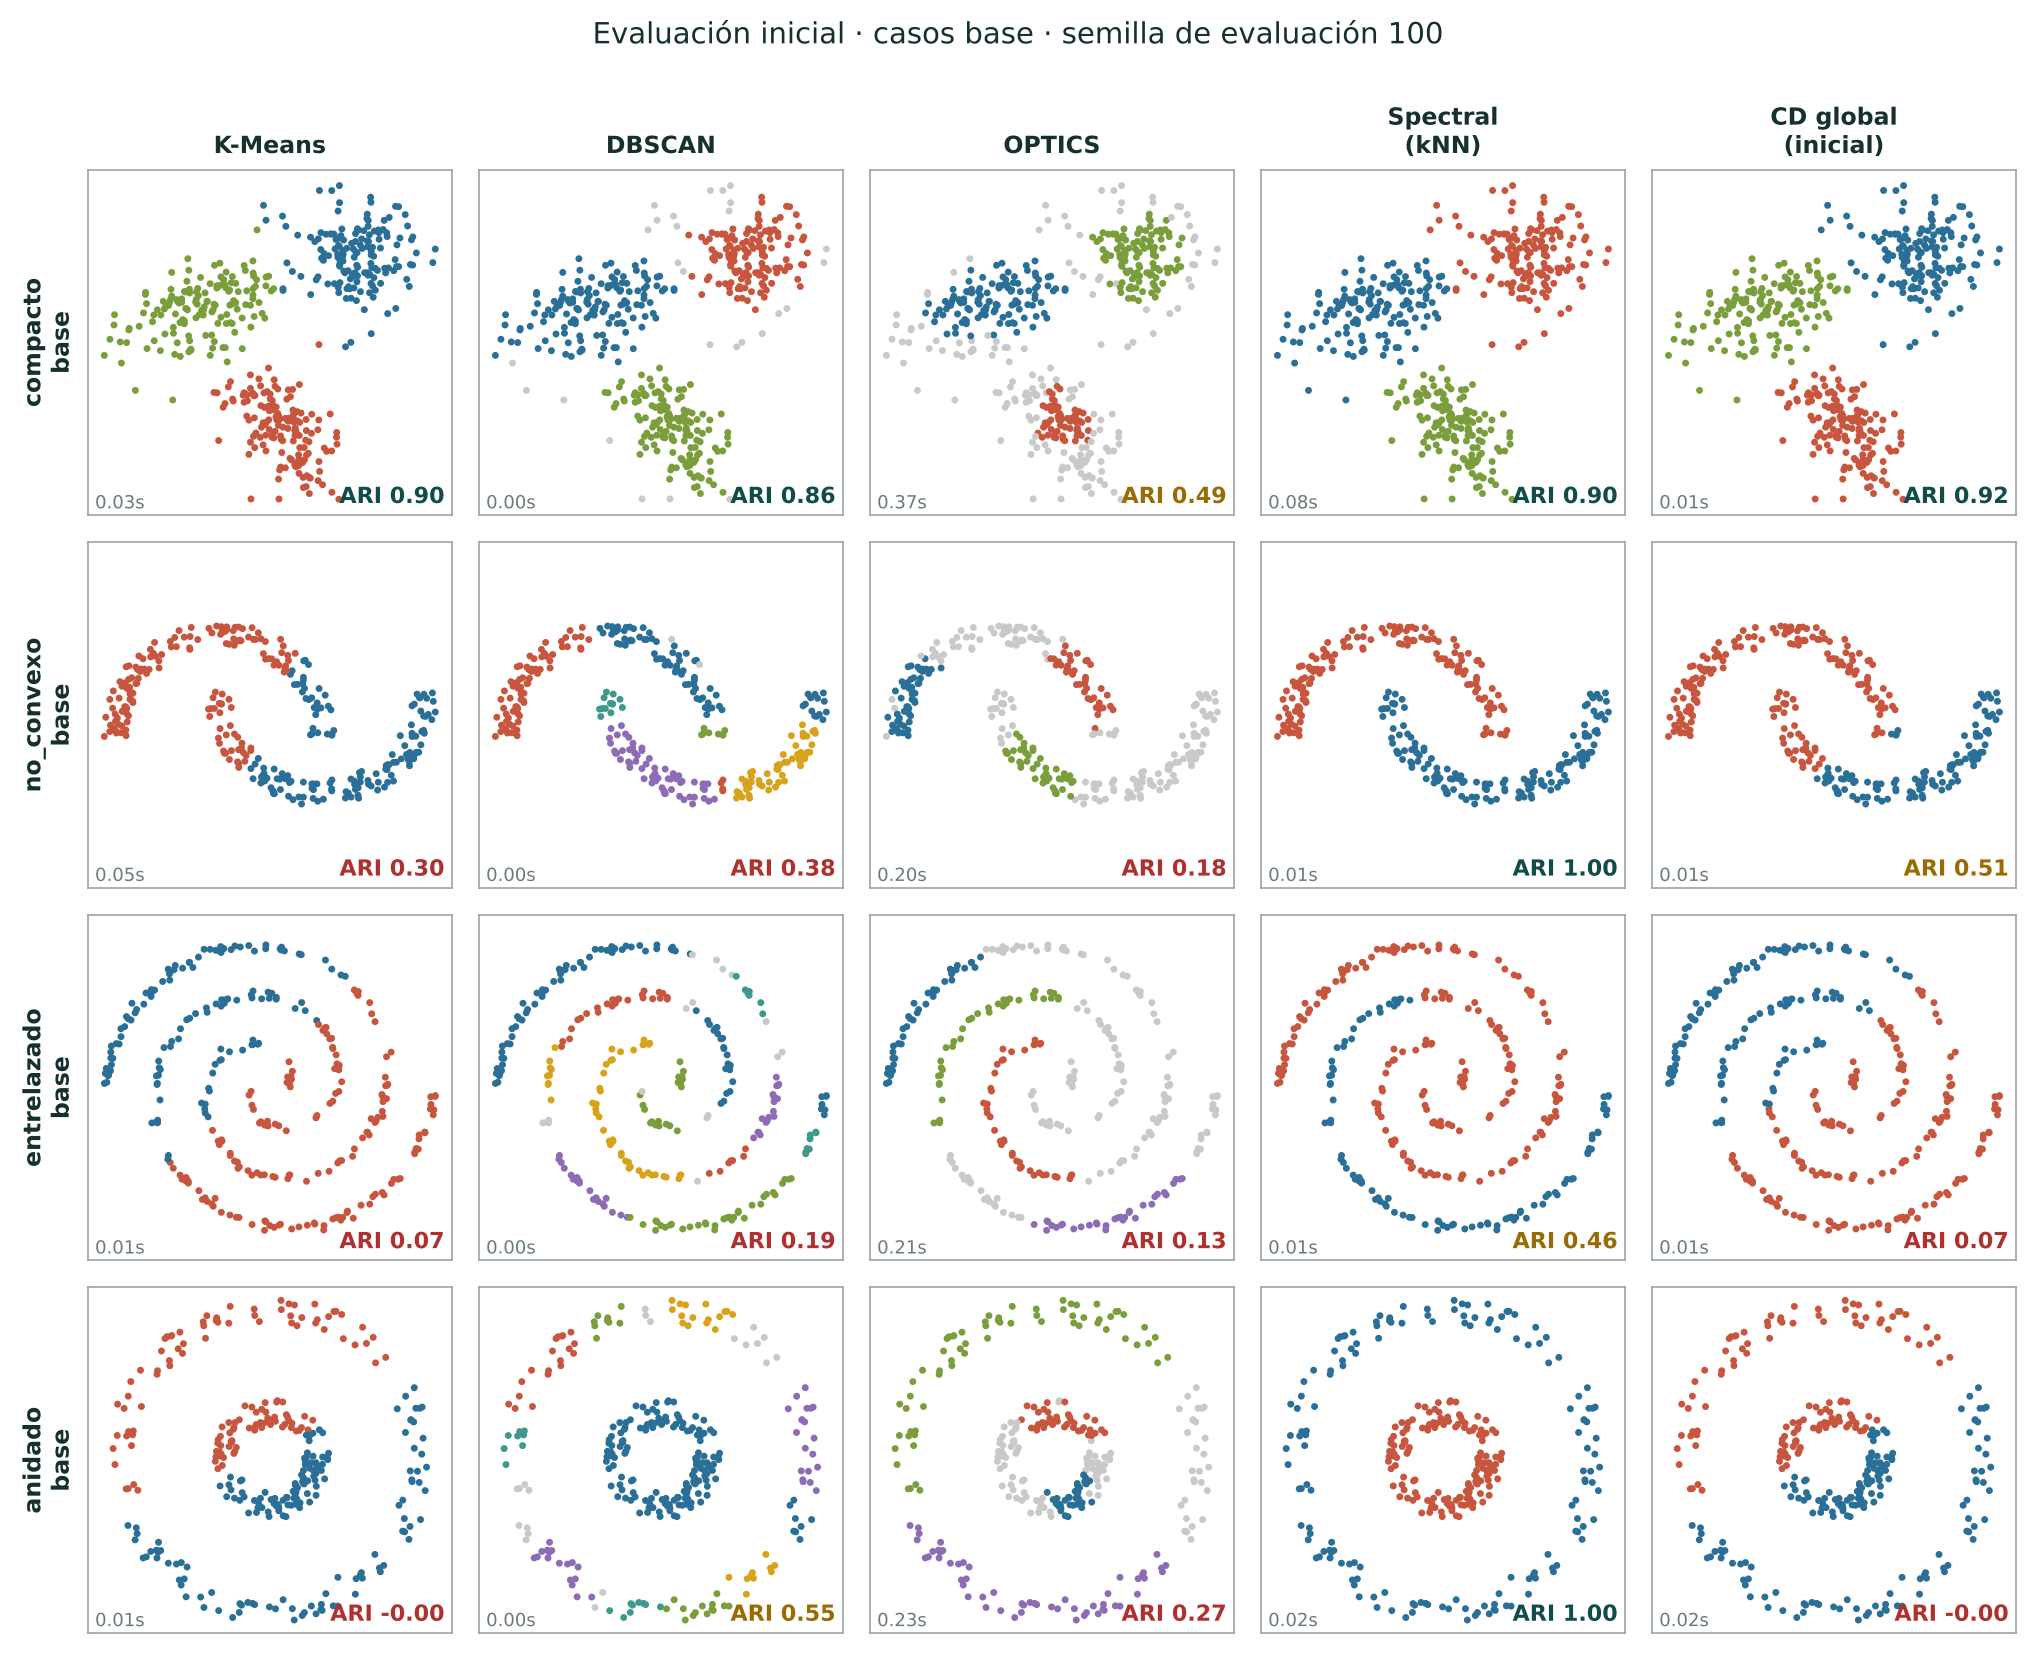 Evaluación inicial · casos base · semilla de evaluación 100
K-Means
DBSCAN
OPTICS
Spectral
(kNN)
CD global
(inicial)
compacto
base
0.03s
ARI 0.90
0.00s
ARI 0.86
0.37s
ARI 0.49
0.08s
ARI 0.90
0.01s
ARI 0.92
no_convexo
base
0.05s
ARI 0.30
0.00s
ARI 0.38
0.20s
ARI 0.18
0.01s
ARI 1.00
0.01s
ARI 0.51
entrelazado
base
0.01s
ARI 0.07
0.00s
ARI 0.19
0.21s
ARI 0.13
0.01s
ARI 0.46
0.01s
ARI 0.07
anidado
base
0.01s
ARI -0.00
0.00s
ARI 0.55
0.23s
ARI 0.27
0.02s
ARI 1.00
0.02s
ARI -0.00